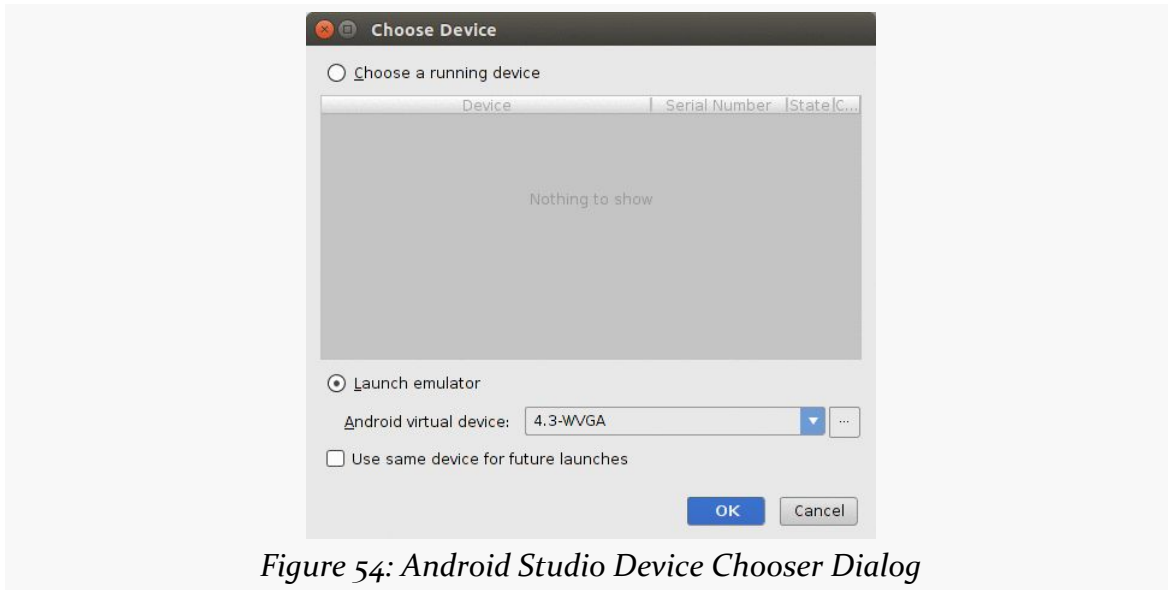 Choose Device
Choose a running device
Device Serial Number State C...
Nothing to show
Launch emulator
Android virtual device: 4.3-WVGA ...
Use same device for future launches
OK Cancel
Figure 54: Android Studio Device Chooser Dialog